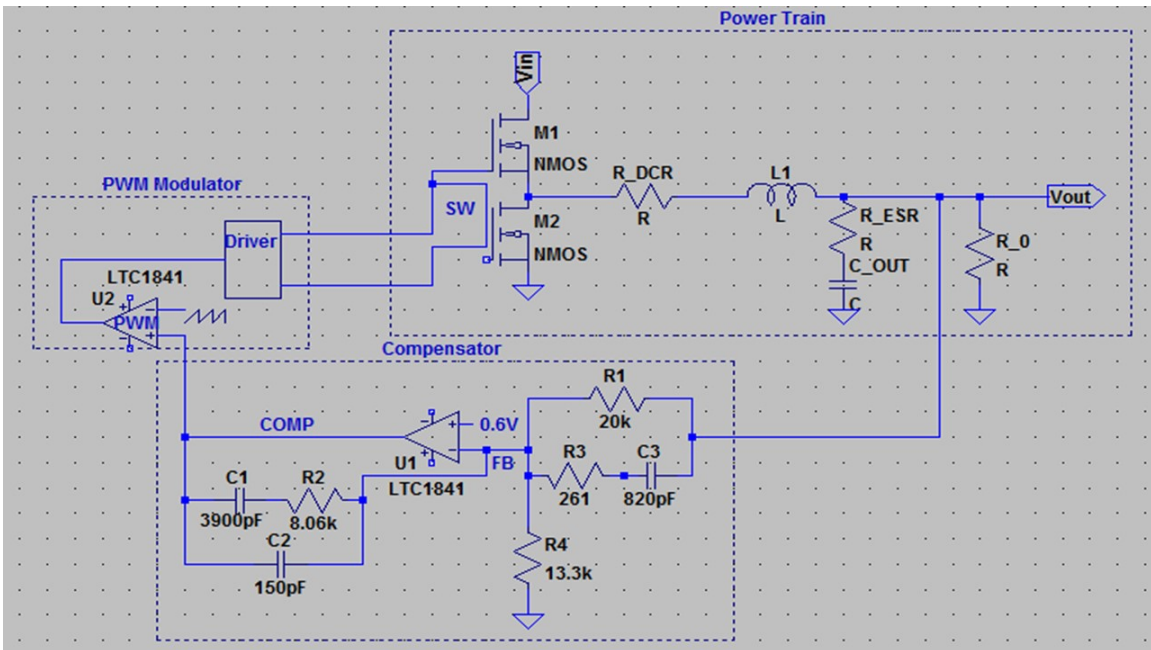 Power Train
Vin
M1
NMOS
R_DCR
R
L1
L
Vout
PWM Modulator
SW
M2
NMOS
R_ESR
R
R_0
R
Driver
C_OUT
C
LTC1841
U2
PWM
Compensator
R1
20k
COMP
0.6V
U1
FB
LTC1841
R3
261
C3
820pF
C1
3900pF
R2
8.06k
C2
150pF
R4
13.3k